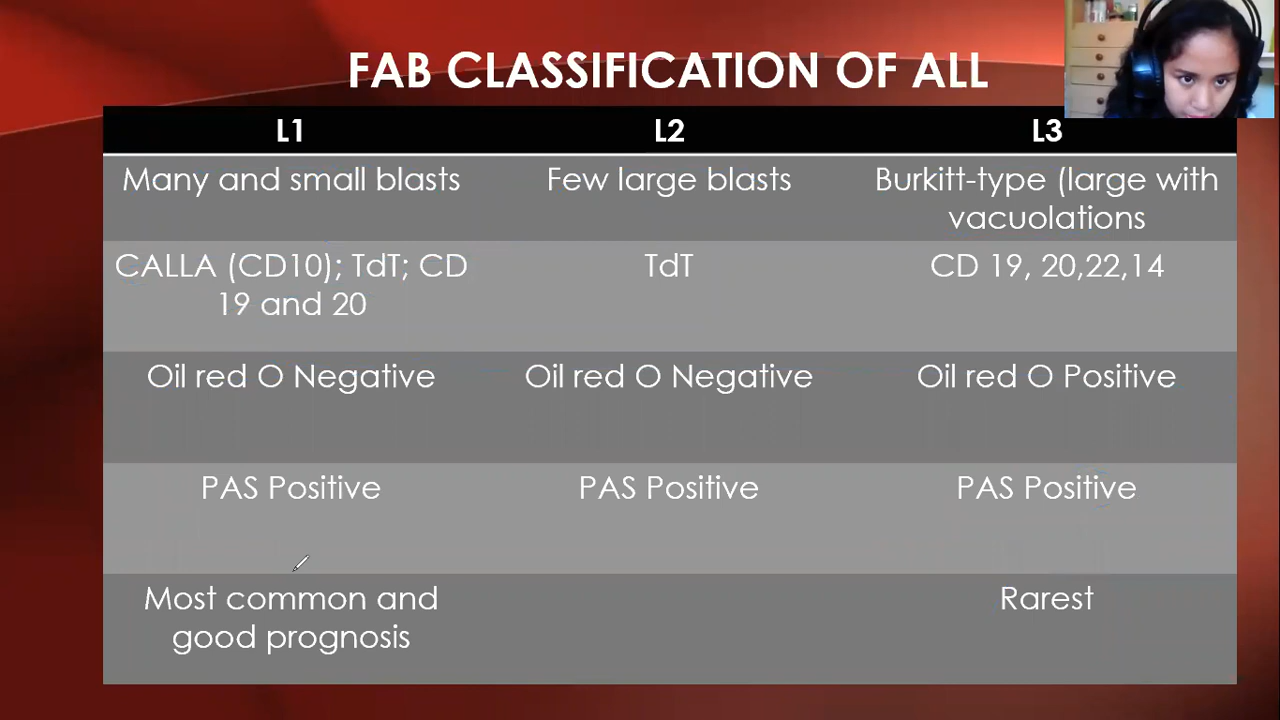 FAB CLASSIFICATION OF ALL
L1 L2 L3
Many and small blasts
Few large blasts
Burkitt-type (large with
vacuolations
CALLA (CD10); TdT; CD
19 and 20
TdT
CD 19, 20,22,14
Oil red O Negative
Oil red O Negative
Oil red O Positive
PAS Positive
PAS Positive
PAS Positive
Most common and
good prognosis
Rarest